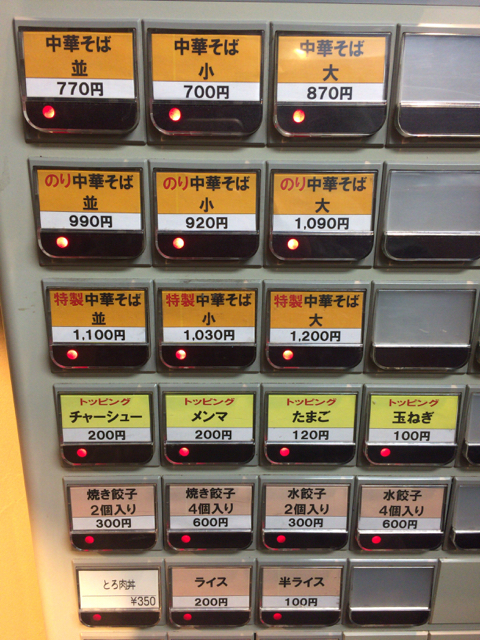 中華そば
並
770円
中華そば
小
700円
中華そば
大
870円
のり中華そば
並
990円
のり中華そば
小
920円
のり中華そば
大
1,090円
特製中華そば
並
1,100円
特製中華そば
小
1,030円
特製中華そば
大
1,200円
トッピング
チャーシュー
200円
トッピング
メンマ
200円
トッピング
たまご
120円
トッピング
玉ねぎ
100円
焼き餃子
2個入り
300円
焼き餃子
4個入り
600円
水餃子
2個入り
300円
水餃子
4個入り
600円
とろ肉丼
¥350
ライス
200円
半ライス
100円